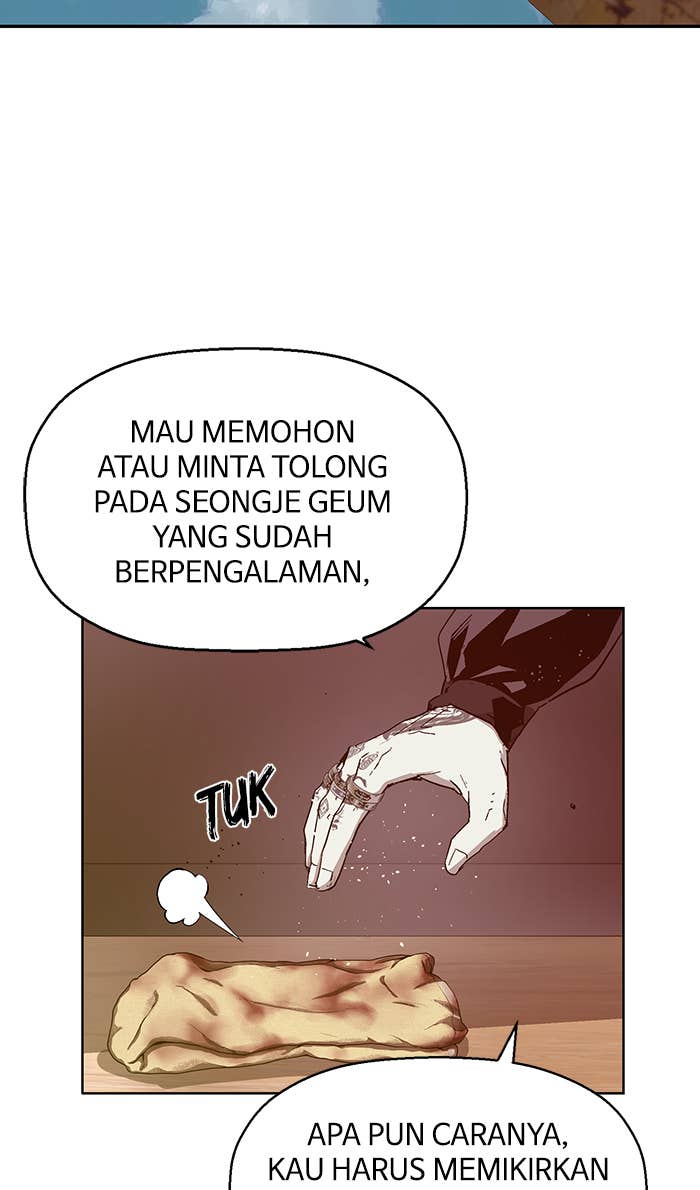 MAU MEMOHON
ATAU MINTA TOLONG
PADA SEONGJE GEUM
YANG SUDAH
BERPENGALAMAN,
TUK
APA PUN CARANYA,
KAU HARUS MEMIKIRKAN